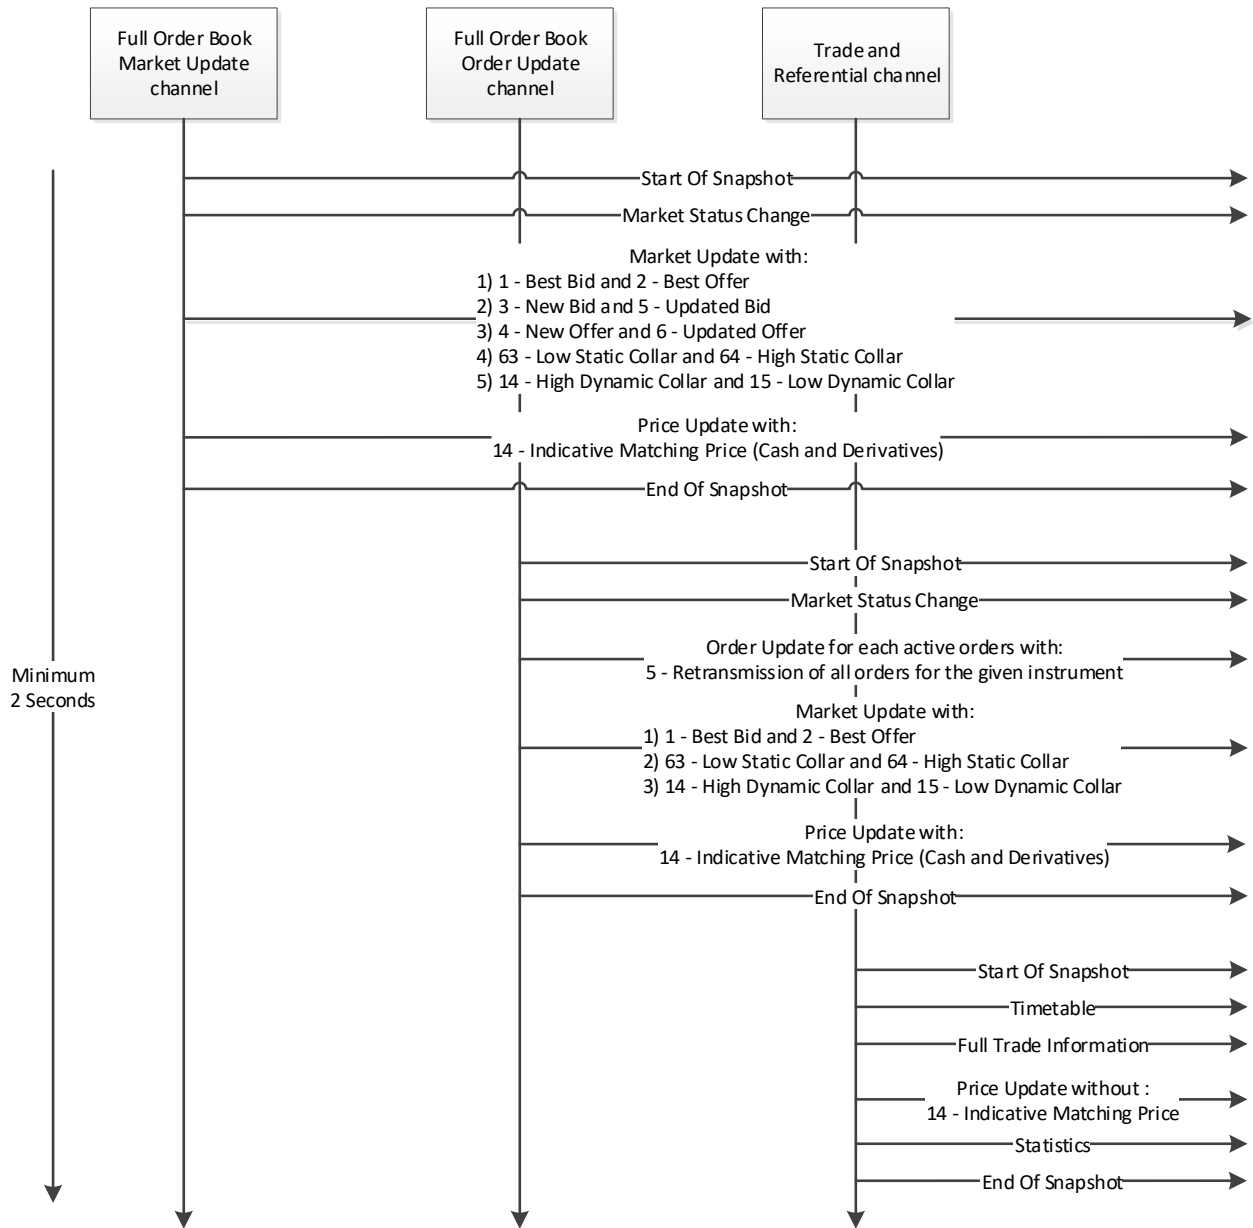 Full Order Book
Market Update
channel
Full Order Book
Order Update
channel
Trade and
Referential channel
Start Of Snapshot
Market Status Change
Market Update with:
1) 1 - Best Bid and 2 - Best Offer
2) 3 - New Bid and 5 - Updated Bid
3) 4 - New Offer and 6 - Updated Offer
4) 63 - Low Static Collar and 64 - High Static Collar
5) 14 - High Dynamic Collar and 15 - Low Dynamic Collar
Price Update with:
14 - Indicative Matching Price (Cash and Derivatives)
End Of Snapshot
Start Of Snapshot
Market Status Change
Order Update for each active orders with:
5 - Retransmission of all orders for the given instrument
Minimum
2 Seconds
Market Update with:
1) 1 - Best Bid and 2 - Best Offer
2) 63 - Low Static Collar and 64 - High Static Collar
3) 14 - High Dynamic Collar and 15 - Low Dynamic Collar
Price Update with:
14 - Indicative Matching Price (Cash and Derivatives)
End Of Snapshot
Start Of Snapshot
Timetable
Full Trade Information
Price Update without :
14 - Indicative Matching Price
Statistics
End Of Snapshot